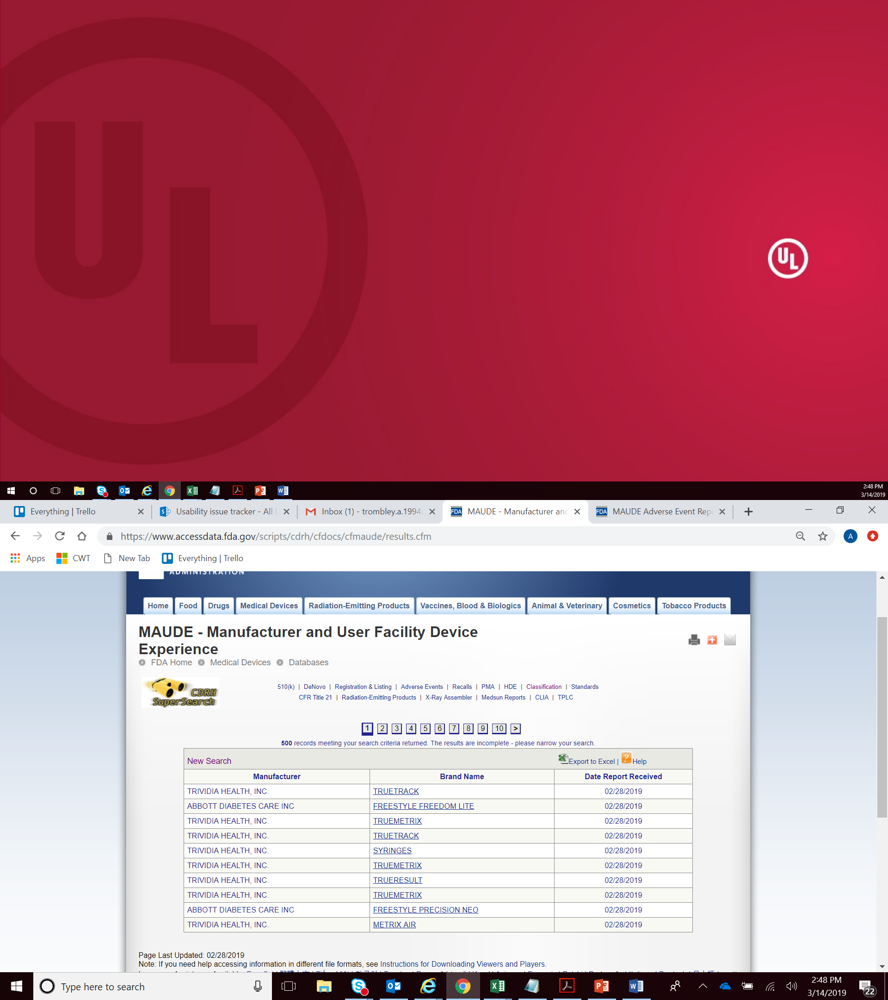 UL
UL
2:48 PM
3/14/2019
Everything | Trello
Usability issue tracker - All
Inbox (1) - trombley.a.1994
MAUDE - Manufacturer and
MAUDE Adverse Event Rep
https://www.accessdata.fda.gov/scripts/cdrh/cfdocs/cfmaude/results.cfm
A
Apps CWT New Tab Everything | Trello
ADMINISTRATION
Home Food Drugs Medical Devices Radiation-Emitting Products Vaccines, Blood & Biologics Animal & Veterinary Cosmetics Tobacco Products
MAUDE - Manufacturer and User Facility Device
Experience
FDA Home Medical Devices Databases
CDRH
SuperSearch
510(k) | DeNovo | Registration & Listing | Adverse Events | Recalls | PMA | HDE | Classification | Standards
CFR Title 21 | Radiation-Emitting Products | X-Ray Assembler | Medsun Reports | CLIA | TPLC
1 2 3 4 5 6 7 8 9 10 >
500 records meeting your search criteria returned. The results are incomplete - please narrow your search.
New Search Export to Excel | Help
Manufacturer Brand Name Date Report Received
TRIVIDIA HEALTH, INC. TRUETRACK 02/28/2019
ABBOTT DIABETES CARE INC FREESTYLE FREEDOM LITE 02/28/2019
TRIVIDIA HEALTH, INC. TRUEMETRIX 02/28/2019
TRIVIDIA HEALTH, INC. TRUETRACK 02/28/2019
TRIVIDIA HEALTH, INC. SYRINGES 02/28/2019
TRIVIDIA HEALTH, INC. TRUEMETRIX 02/28/2019
TRIVIDIA HEALTH, INC. TRUERESULT 02/28/2019
TRIVIDIA HEALTH, INC. TRUEMETRIX 02/28/2019
ABBOTT DIABETES CARE INC FREESTYLE PRECISION NEO 02/28/2019
TRIVIDIA HEALTH, INC. METRIX AIR 02/28/2019
Page Last Updated: 02/28/2019
Note: If you need help accessing information in different file formats, see Instructions for Downloading Viewers and Players.
Type here to search
2:48 PM
3/14/2019
22